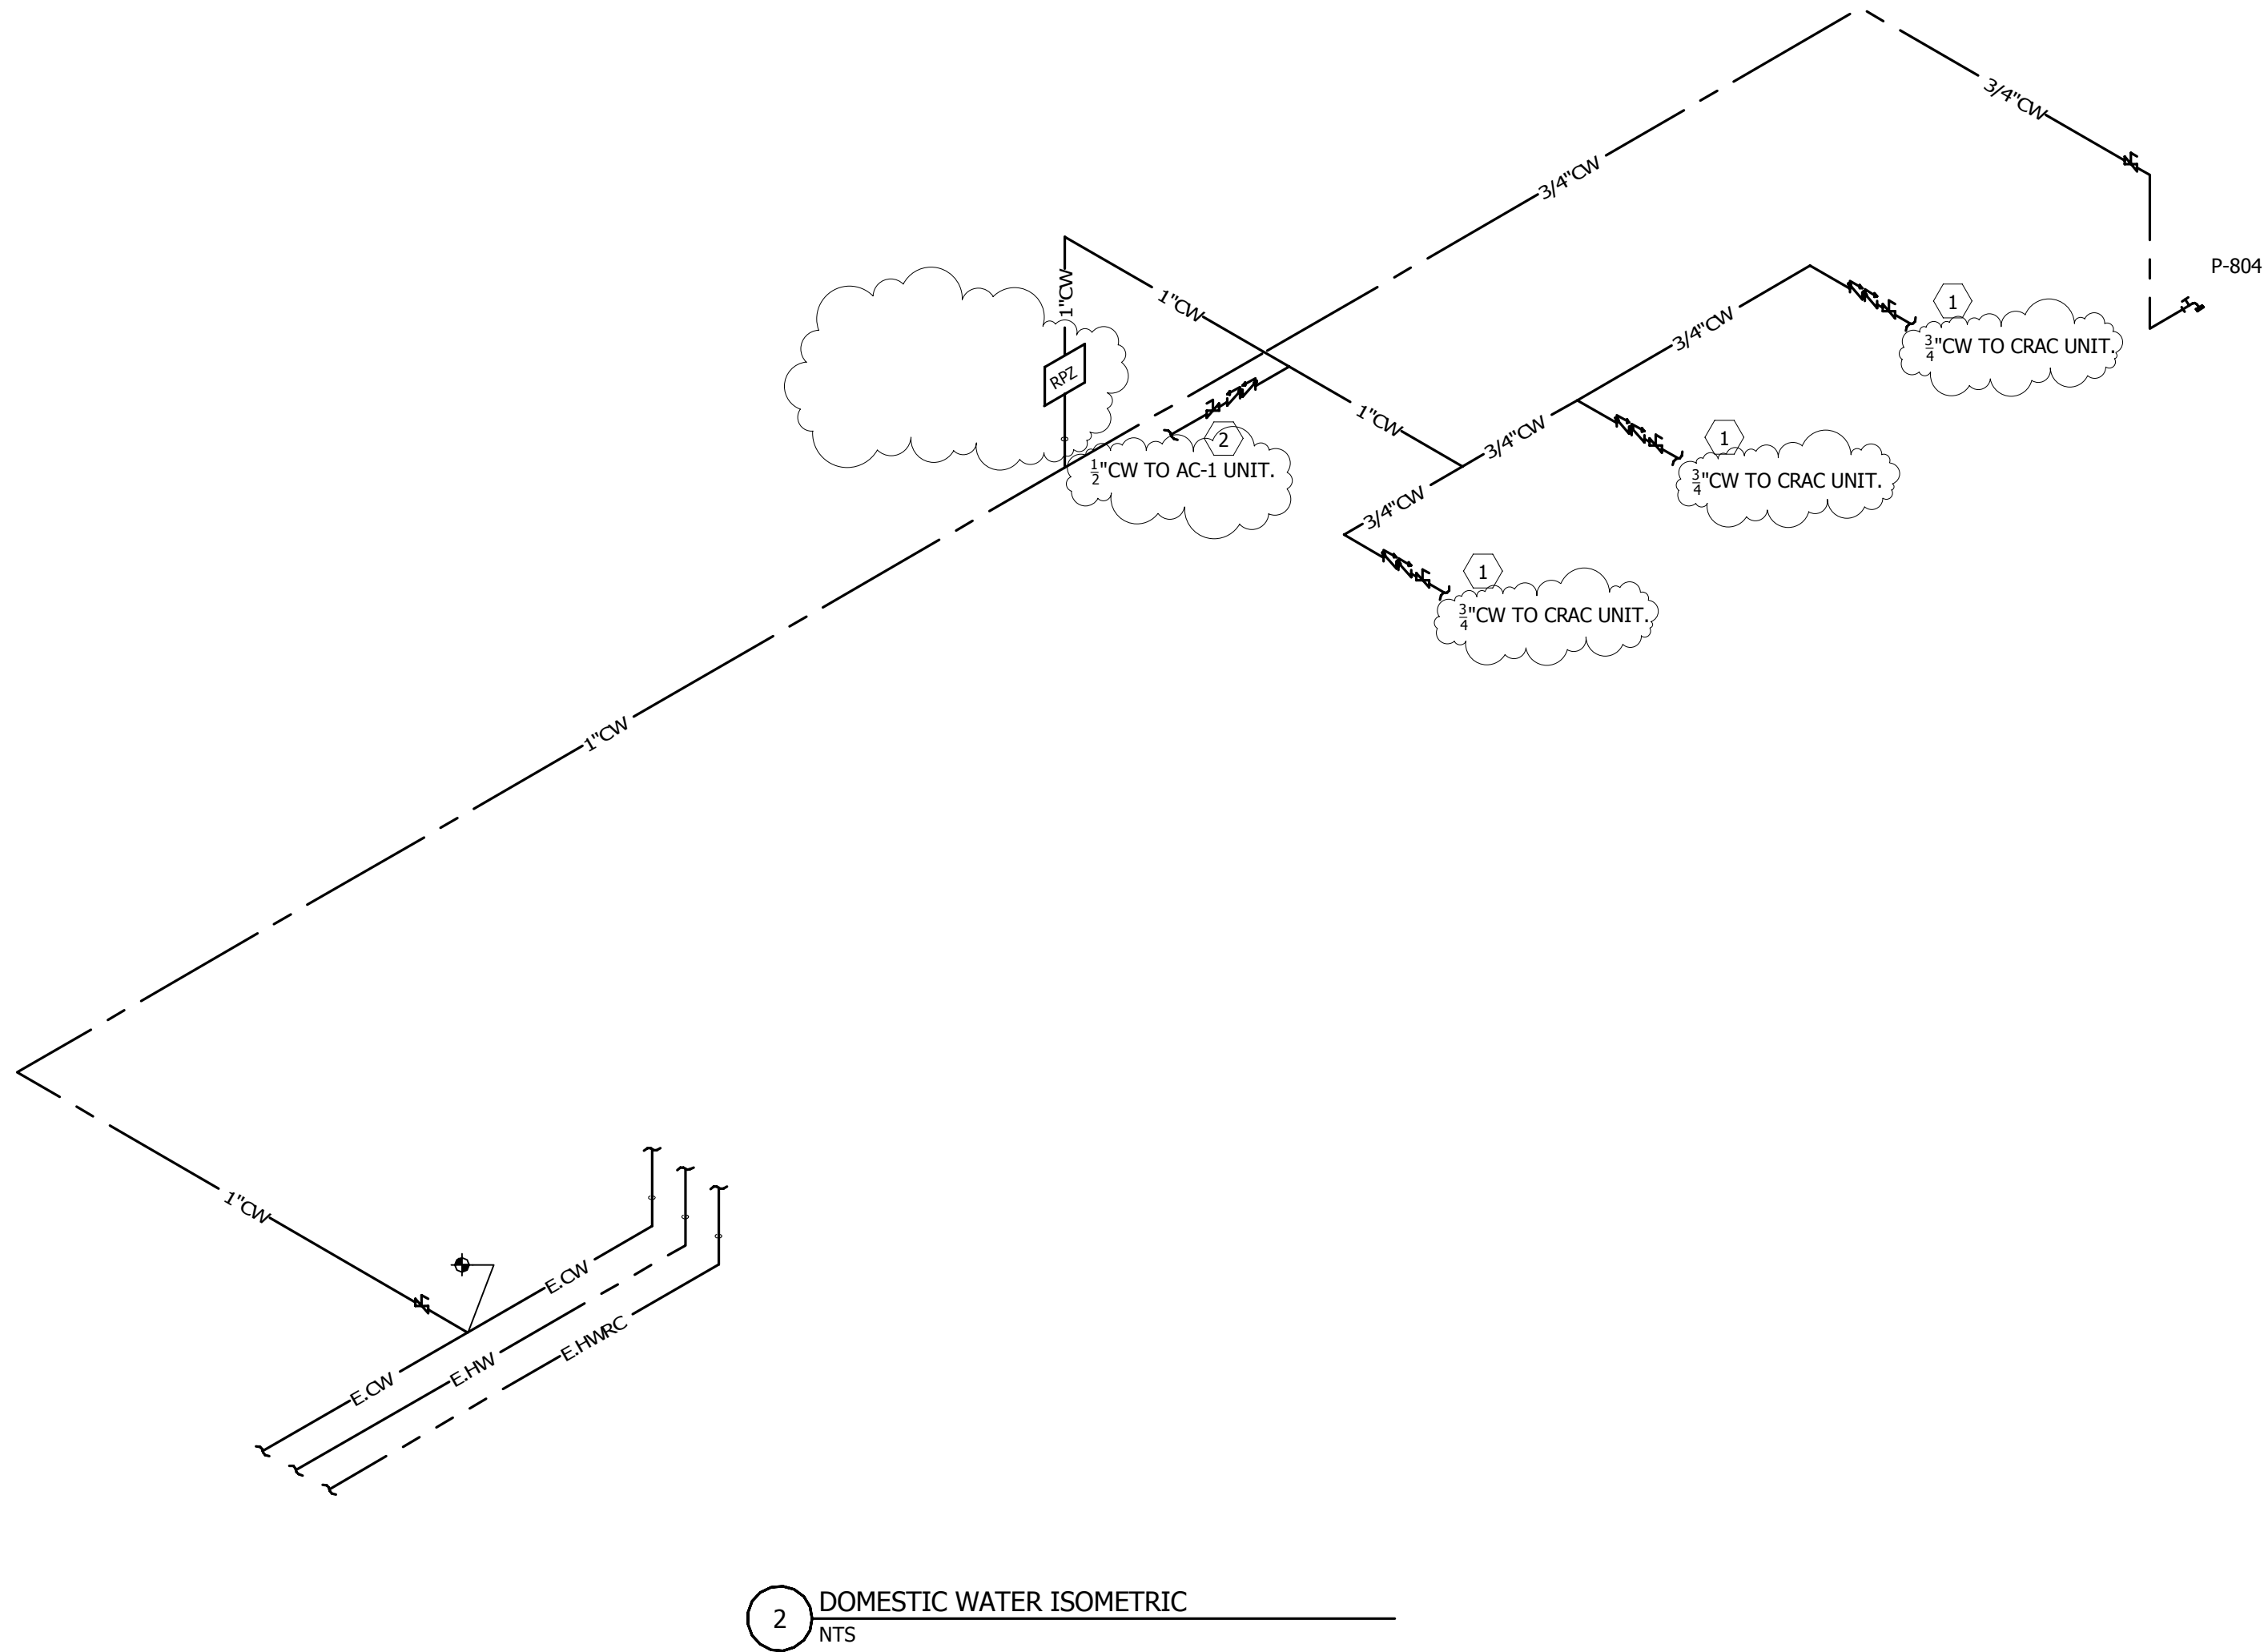 3/4"CW
3/4"CW
P-804
1"CW
1"CW
1
3/4"CW
3/4"CW TO CRAC UNIT.
RPZ
1"CW
3/4"CW
1
2
1/2"CW TO AC-1 UNIT.
3/4"CW TO CRAC UNIT.
3/4"CW
1
3/4"CW TO CRAC UNIT.
1"CW
1"CW
E.CW
E.HW
E.HWRC
E.CW
2
DOMESTIC WATER ISOMETRIC
NTS